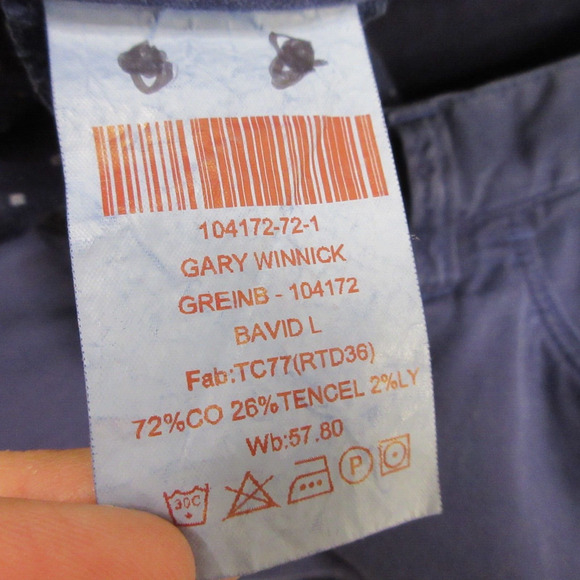 104172-72-1
GARY WINNICK
GREINB - 104172
BAVID L
Fab:TC77(RTD36)
72%CO 26%TENCEL 2%LY
Wb:57.80
30C P